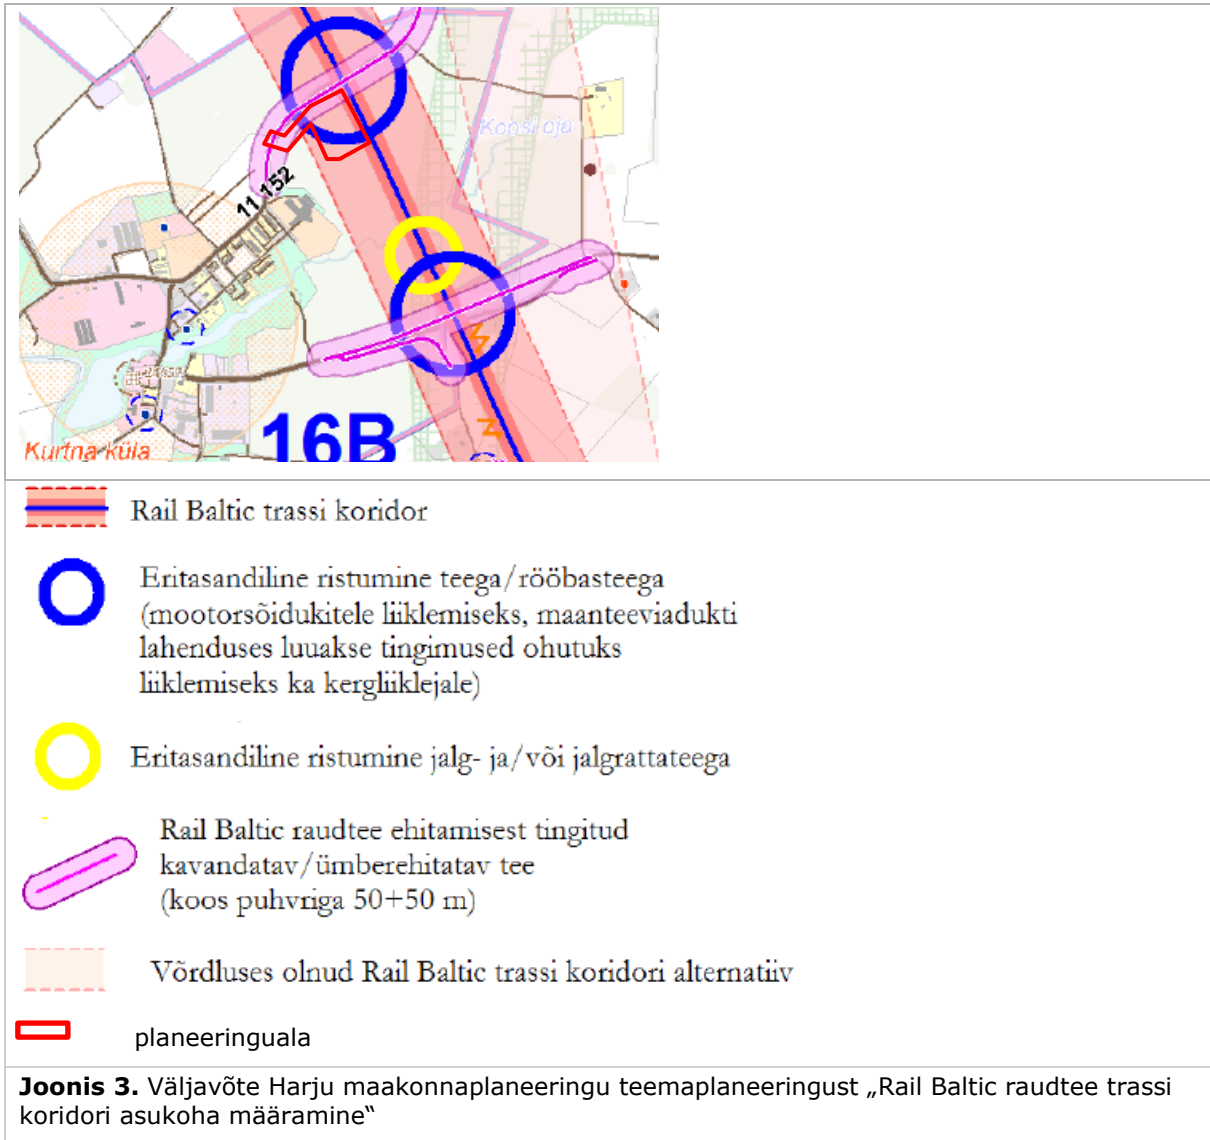 Koopsi oja
11 152
16B
Kurtna küla
Rail Baltic trassi koridor
Eritasandiline ristumine teega/rööbasteega
(mootorsõidukitele liiklemiseks, maanteeviadukti
lahenduses luuakse tingimused ohutuks
liiklemiseks ka kergliiklejale)
Eritasandiline ristumine jalg- ja/või jalgrattateega
Rail Baltic raudtee ehitamisest tingitud
kavandatav/ümberehitatav tee
(koos puhvriga 50+50 m)
Võrdluses olnud Rail Baltic trassi koridori alternatiiv
planeeringuala
Joonis 3. Väljavõte Harju maakonnaplaneeringu teemaplaneeringust „Rail Baltic raudtee trassi
koridori asukoha määramine“